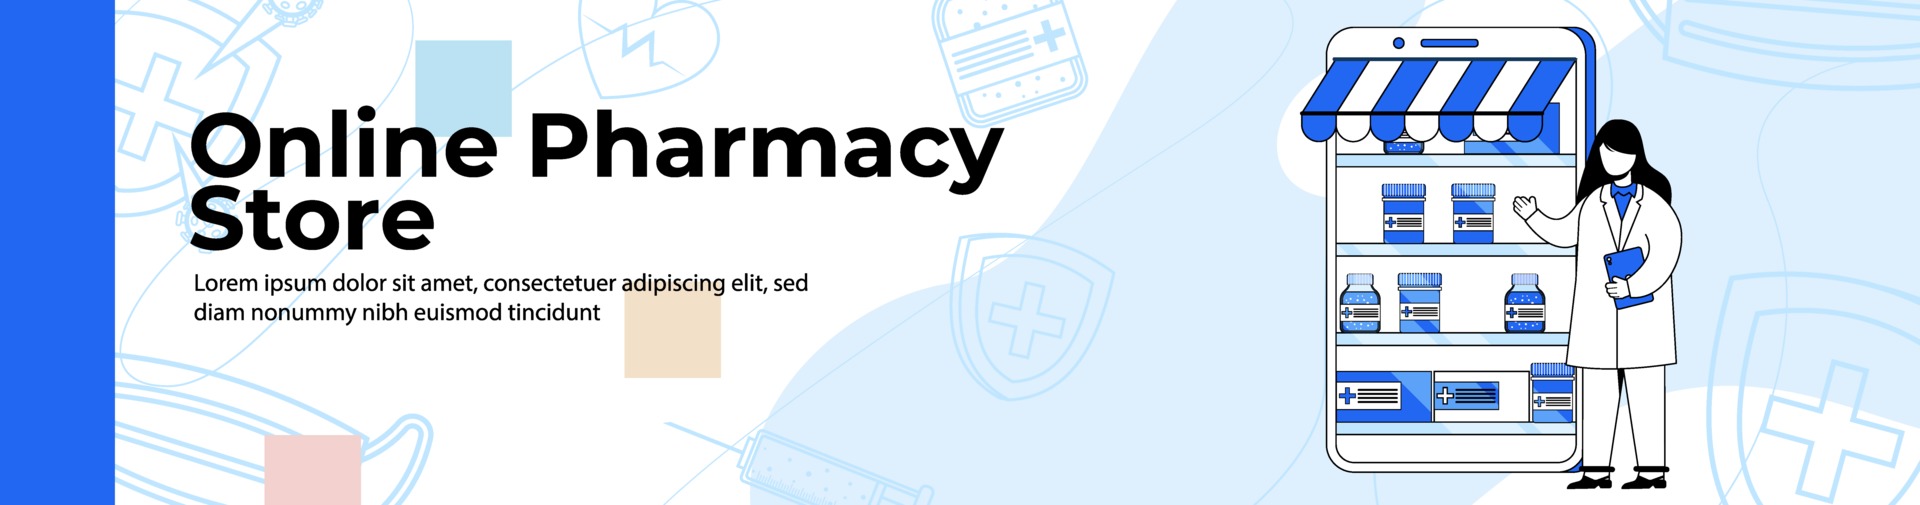 Online Pharmacy
Store
Lorem ipsum dolor sit amet, consectetuer adipiscing elit, sed
diam nonummy nibh euismod tincidunt